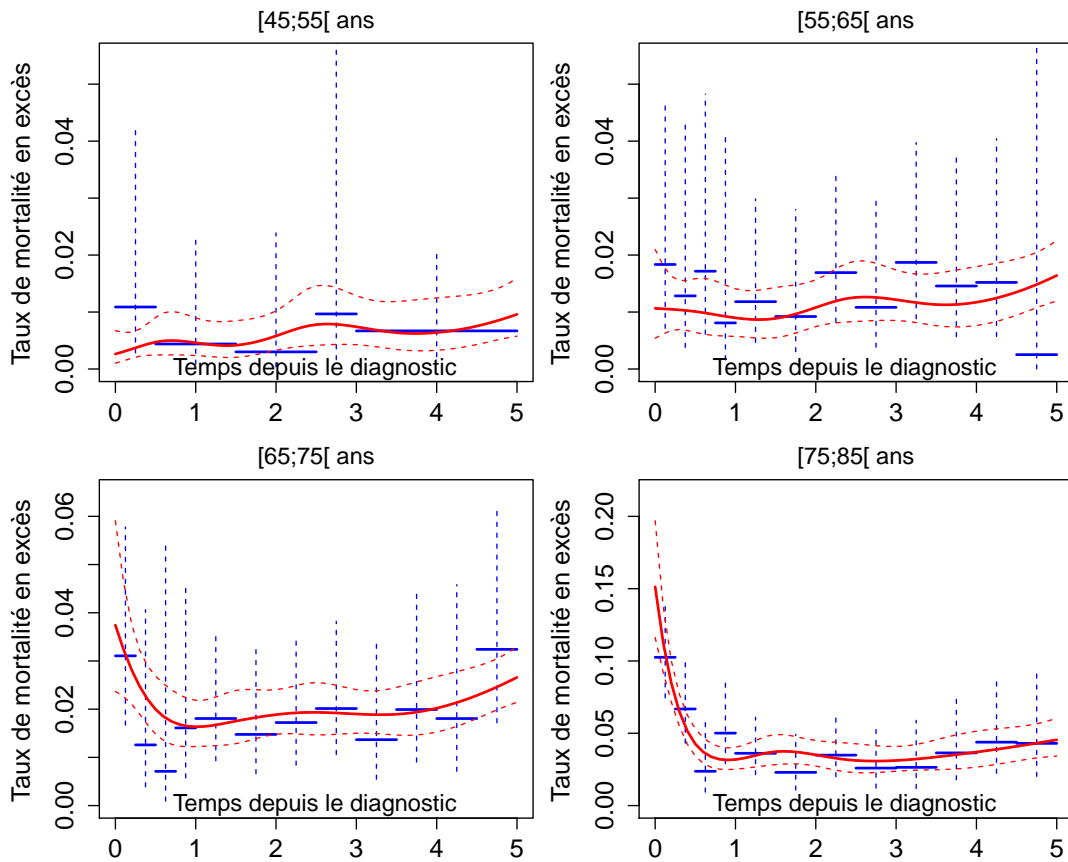 [45;55[ ans
Taux de mortalité en excès
0.00 0.02 0.04
Temps depuis le diagnostic
0 1 2 3 4 5
[55;65[ ans
Taux de mortalité en excès
0.00 0.02 0.04
Temps depuis le diagnostic
0 1 2 3 4 5
[65;75[ ans
Taux de mortalité en excès
0.00 0.02 0.04 0.06
Temps depuis le diagnostic
0 1 2 3 4 5
[75;85[ ans
Taux de mortalité en excès
0.00 0.05 0.10 0.15 0.20
Temps depuis le diagnostic
0 1 2 3 4 5